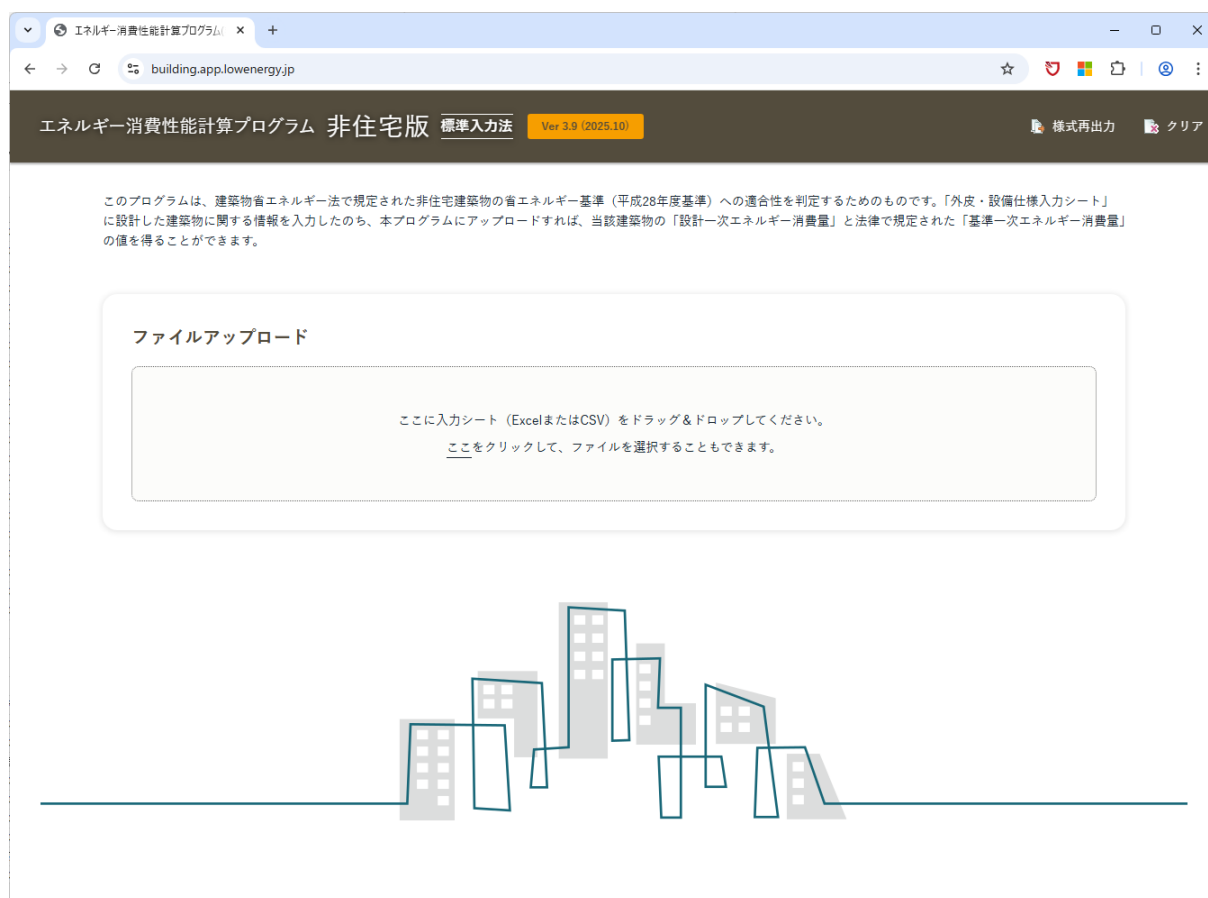 エネルギー消費性能計算プログラム
building.app.lowenergy.jp
エネルギー消費性能計算プログラム 非住宅版 標準入力法 Ver 3.9 (2025.10) 様式再出力 クリア
このプログラムは、建築物省エネルギー法で規定された非住宅建築物の省エネルギー基準（平成28年度基準）への適合性を判定するためのものです。「外皮・設備仕様入力シート」
に設計した建築物に関する情報を入力したのち、本プログラムにアップロードすれば、当該建築物の「設計一次エネルギー消費量」と法律で規定された「基準一次エネルギー消費量」
の値を得ることができます。
ファイルアップロード
ここに入力シート（ExcelまたはCSV）をドラッグ＆ドロップしてください。
ここをクリックして、ファイルを選択することもできます。